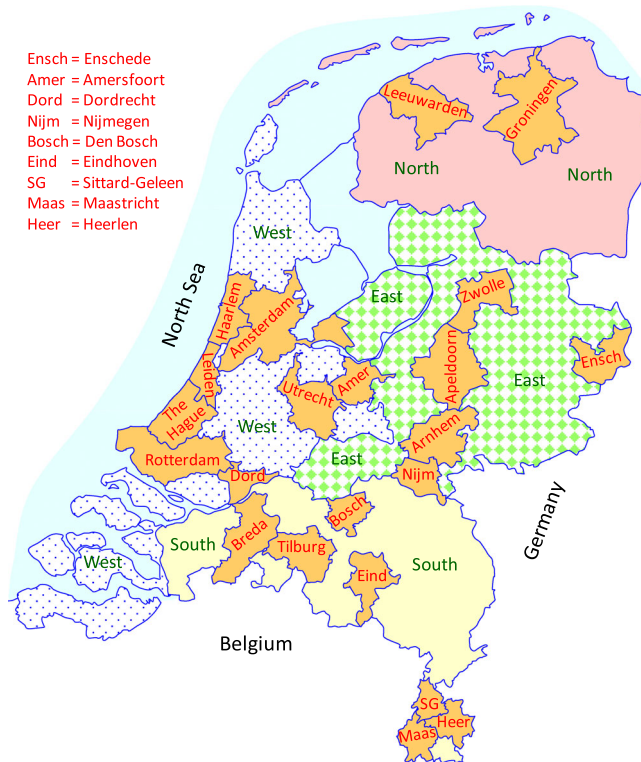 Ensch = Enschede
Amer = Amersfoort
Dord = Dordrecht
Nijm = Nijmegen
Bosch = Den Bosch
Eind = Eindhoven
SG = Sittard-Geleen
Maas = Maastricht
Heer = Heerlen
Leeuwarden
Groningen
North
North
West
North Sea
Haarlem
Amsterdam
East
Zwolle
Ensch
Leiden
Apeldoorn
East
Utrecht
Amer
The
Hague
West
Arnhem
Rotterdam
East
Dord
Nijm
Bosch
Germany
South
Breda
Tilburg
West
Eind
South
Belgium
SG
Heer
Maas